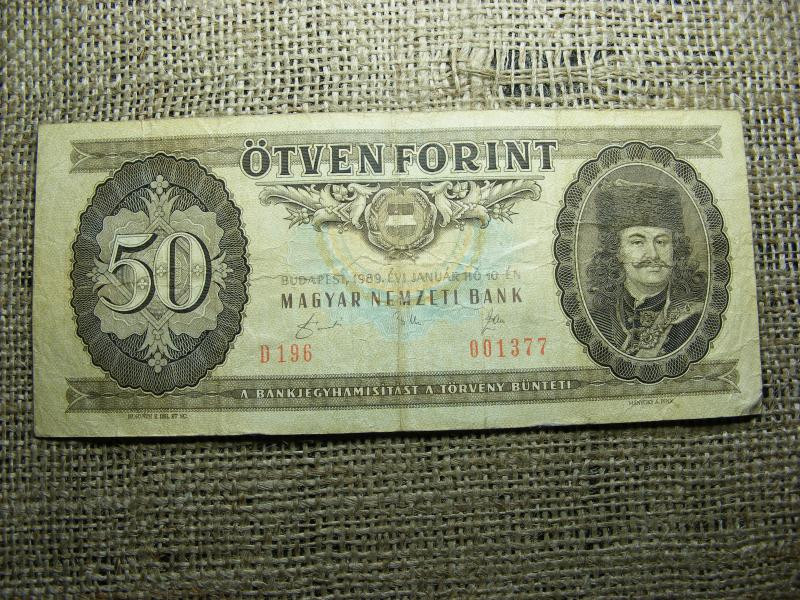 ÖTVEN FORINT
50
BUDAPEST, 1989. ÉVI JANUÁR HÓ 10-ÉN
MAGYAR NEMZETI BANK
D 196 001377
A BANKJEGYHAMISÍTÁST A TÖRVÉNY BÜNTETI